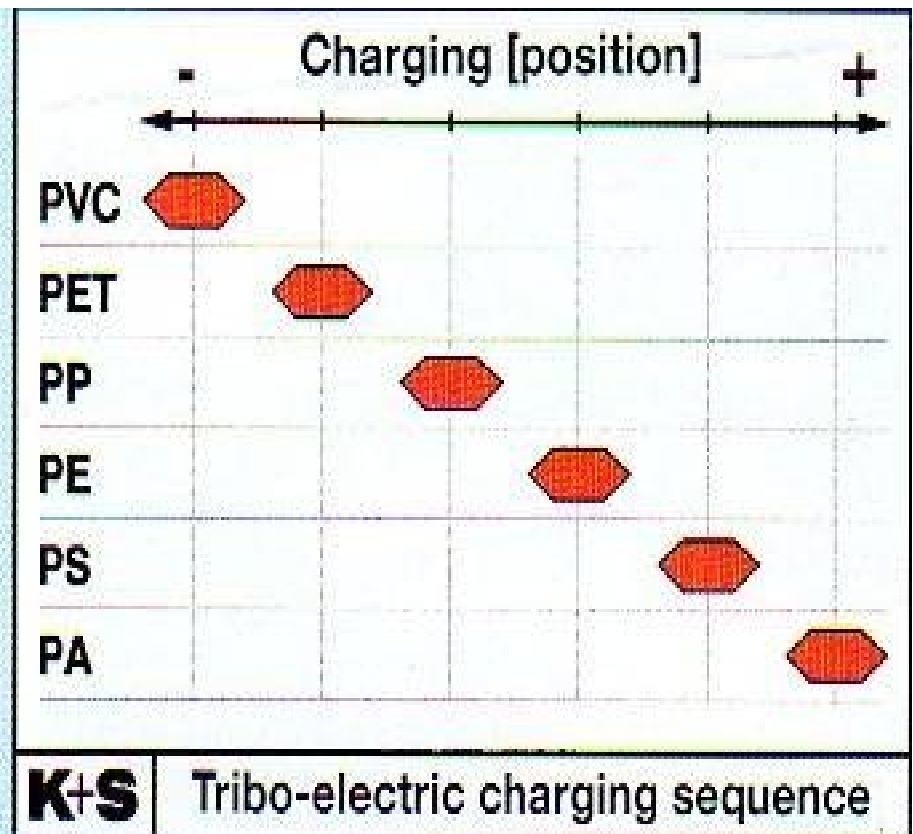 Charging [position]
- +
PVC
PET
PP
PE
PS
PA
K+S Tribo-electric charging sequence